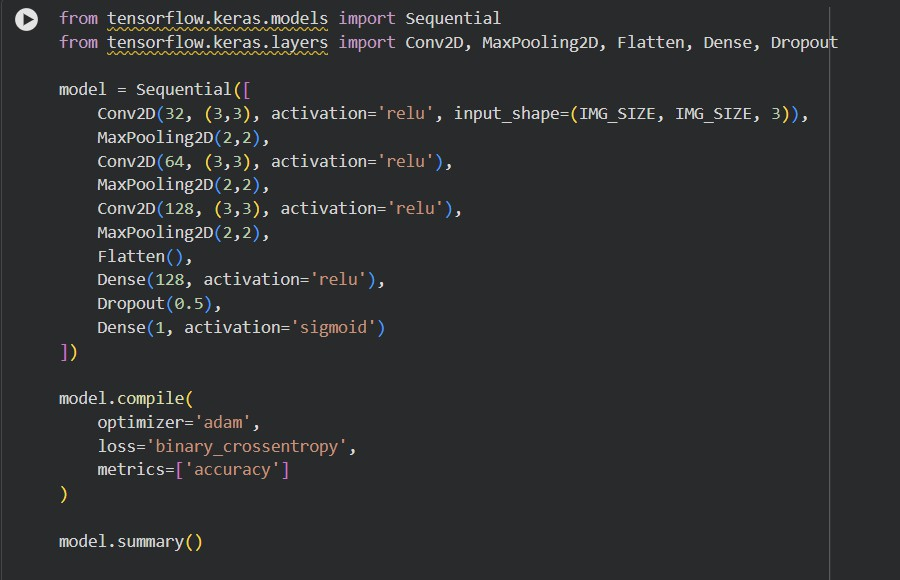 from tensorflow.keras.models import Sequential
from tensorflow.keras.layers import Conv2D, MaxPooling2D, Flatten, Dense, Dropout

model = Sequential([
    Conv2D(32, (3,3), activation='relu', input_shape=(IMG_SIZE, IMG_SIZE, 3)),
    MaxPooling2D(2,2),
    Conv2D(64, (3,3), activation='relu'),
    MaxPooling2D(2,2),
    Conv2D(128, (3,3), activation='relu'),
    MaxPooling2D(2,2),
    Flatten(),
    Dense(128, activation='relu'),
    Dropout(0.5),
    Dense(1, activation='sigmoid')
])

model.compile(
    optimizer='adam',
    loss='binary_crossentropy',
    metrics=['accuracy']
)

model.summary()